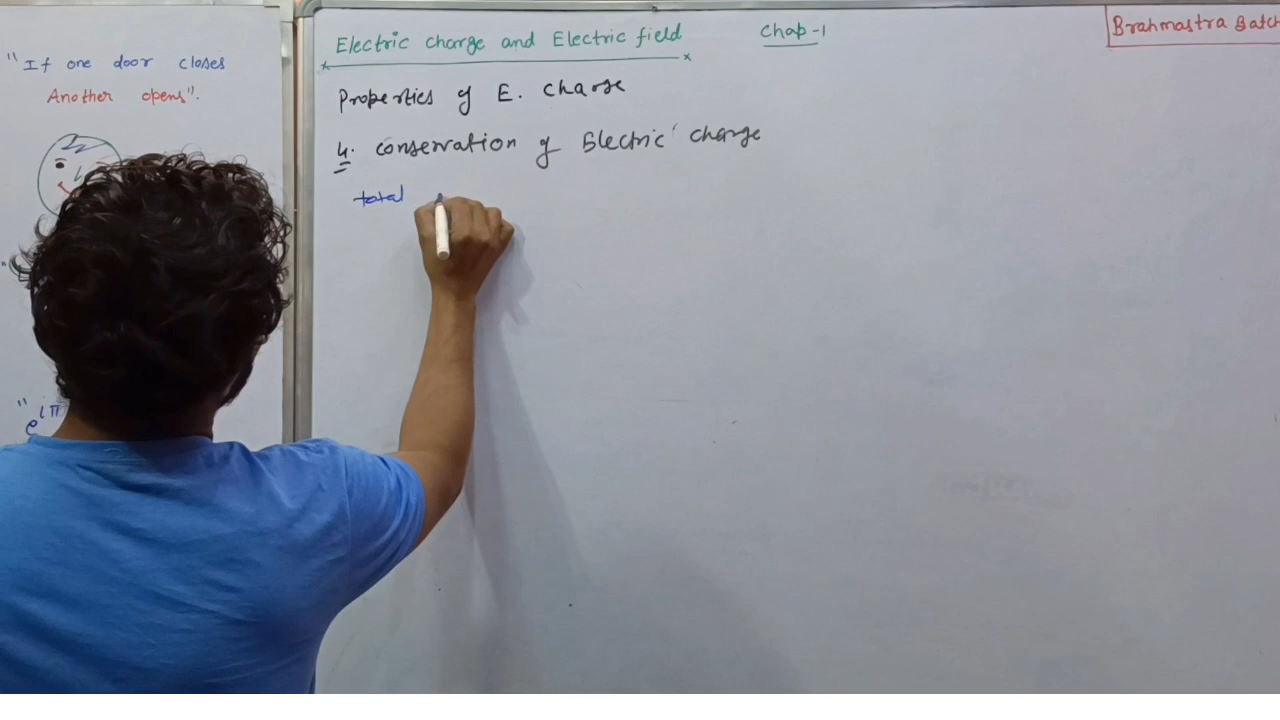 "If one door closes
Another opens".
e^iπ
Electric charge and Electric field
Chap-1
Brahmastra Batch
Properties of E. Charge
4. Conservation of Electric charge
total